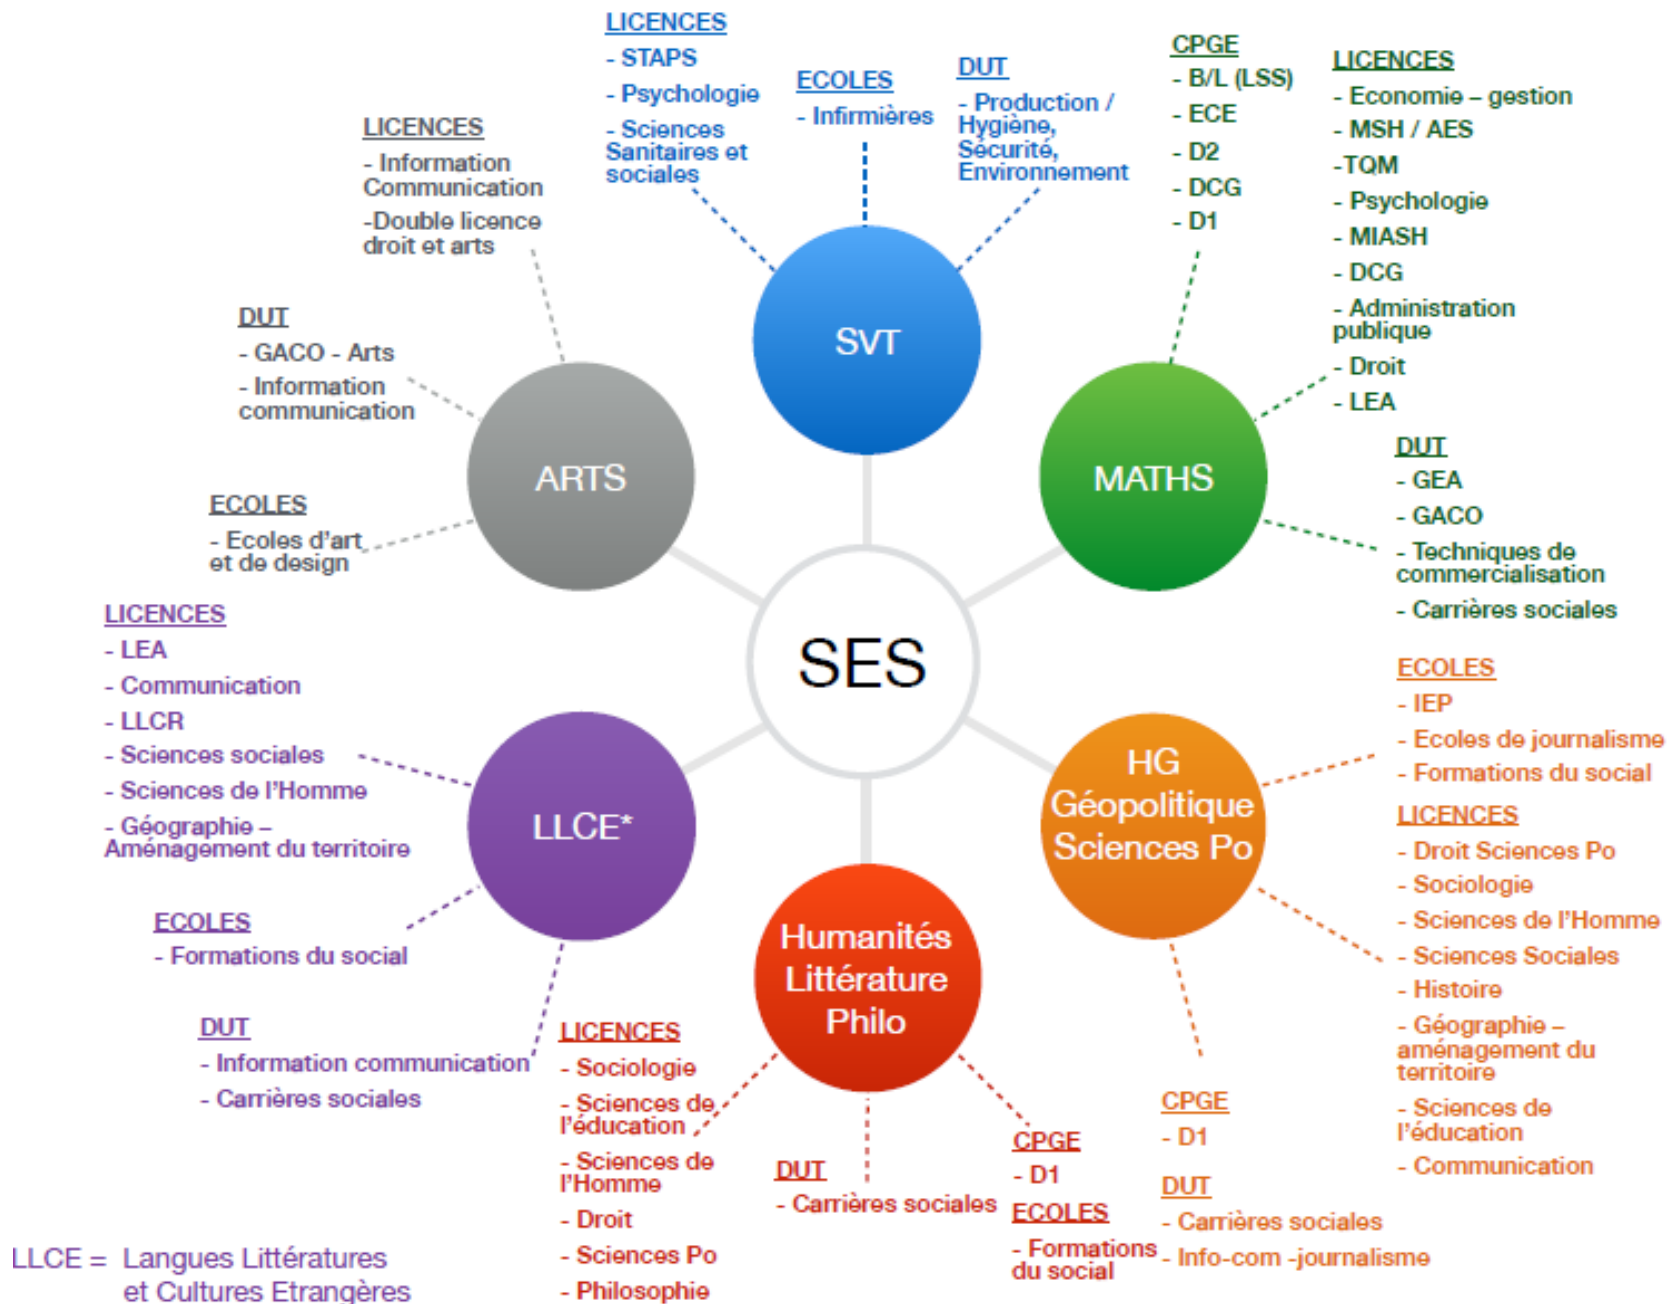 LICENCES
- STAPS
- Psychologie
- Sciences
Sanitaires et
sociales
ECOLES
- Infirmières
DUT
- Production /
Hygiène,
Sécurité,
Environnement
CPGE
- B/L (LSS)
- ECE
- D2
- DCG
- D1
LICENCES
- Economie – gestion
- MSH / AES
-TQM
- Psychologie
- MIASH
- DCG
- Administration
publique
- Droit
- LEA
LICENCES
- Information
Communication
-Double licence
droit et arts
DUT
- GACO - Arts
- Information
communication
ECOLES
- Ecoles d'art
et de design
SVT
ARTS
MATHS
DUT
- GEA
- GACO
- Techniques de
commercialisation
- Carrières sociales
SES
LICENCES
- LEA
- Communication
- LLCR
- Sciences sociales
- Sciences de l'Homme
- Géographie –
Aménagement du territoire
ECOLES
- Formations du social
DUT
- Information communication
- Carrières sociales
LLCE*
HG
Géopolitique
Sciences Po
ECOLES
- IEP
- Ecoles de journalisme
- Formations du social
LICENCES
- Droit Sciences Po
- Sociologie
- Sciences de l'Homme
- Sciences Sociales
- Histoire
- Géographie –
aménagement du
territoire
- Sciences de
l'éducation
- Communication
CPGE
- D1
DUT
- Carrières sociales
- Info-com -journalisme
Humanités
Littérature
Philo
LICENCES
- Sociologie
- Sciences de
l'éducation
- Sciences de
l'Homme
- Droit
- Sciences Po
- Philosophie
DUT
- Carrières sociales
CPGE
- D1
ECOLES
- Formations
du social
LLCE = Langues Littératures
et Cultures Etrangères